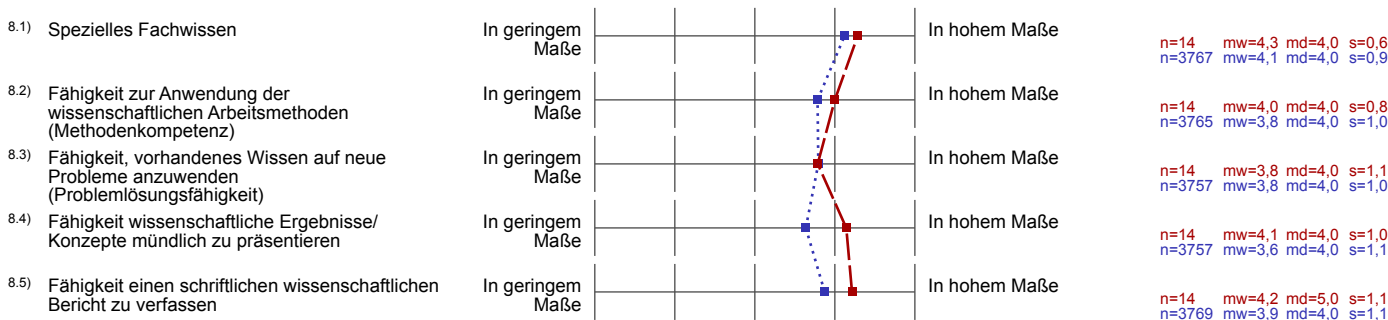 8.1) Spezielles Fachwissen
In geringem
Maße
In hohem Maße
n=14 mw=4,3 md=4,0 s=0,6
n=3767 mw=4,1 md=4,0 s=0,9
8.2) Fähigkeit zur Anwendung der
wissenschaftlichen Arbeitsmethoden
(Methodenkompetenz)
In geringem
Maße
In hohem Maße
n=14 mw=4,0 md=4,0 s=0,8
n=3765 mw=3,8 md=4,0 s=1,0
8.3) Fähigkeit, vorhandenes Wissen auf neue
Probleme anzuwenden
(Problemlösungsfähigkeit)
In geringem
Maße
In hohem Maße
n=14 mw=3,8 md=4,0 s=1,1
n=3757 mw=3,8 md=4,0 s=1,0
8.4) Fähigkeit wissenschaftliche Ergebnisse/
Konzepte mündlich zu präsentieren
In geringem
Maße
In hohem Maße
n=14 mw=4,1 md=4,0 s=1,0
n=3757 mw=3,6 md=4,0 s=1,1
8.5) Fähigkeit einen schriftlichen wissenschaftlichen
Bericht zu verfassen
In geringem
Maße
In hohem Maße
n=14 mw=4,2 md=5,0 s=1,1
n=3769 mw=3,9 md=4,0 s=1,1